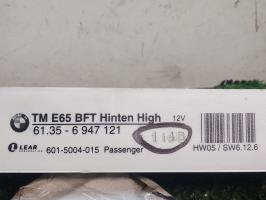 TM E65 BFT Hinten High 12V
61.35 - 6 947 121
LEAR 601-5004-015 Passenger
HW05 / SW6.12.6